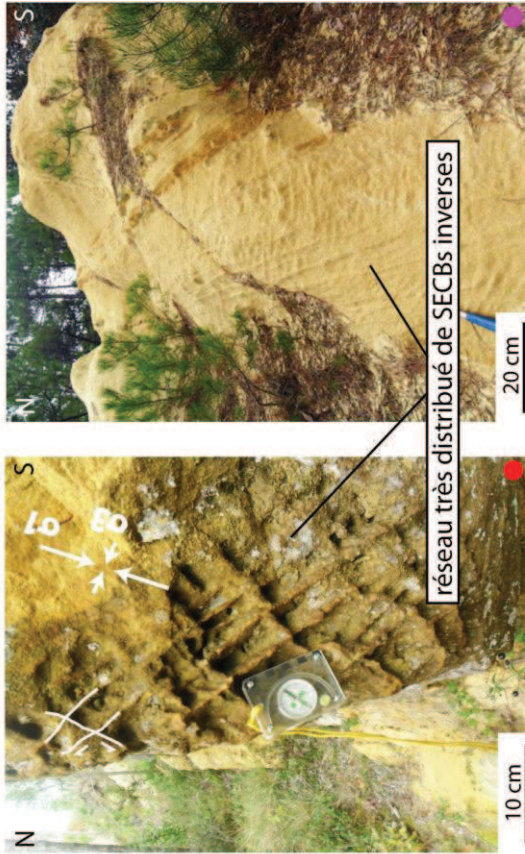 N
S
σ1
σ3
10 cm
N
S
20 cm
réseau très distribué de SECBs inverses